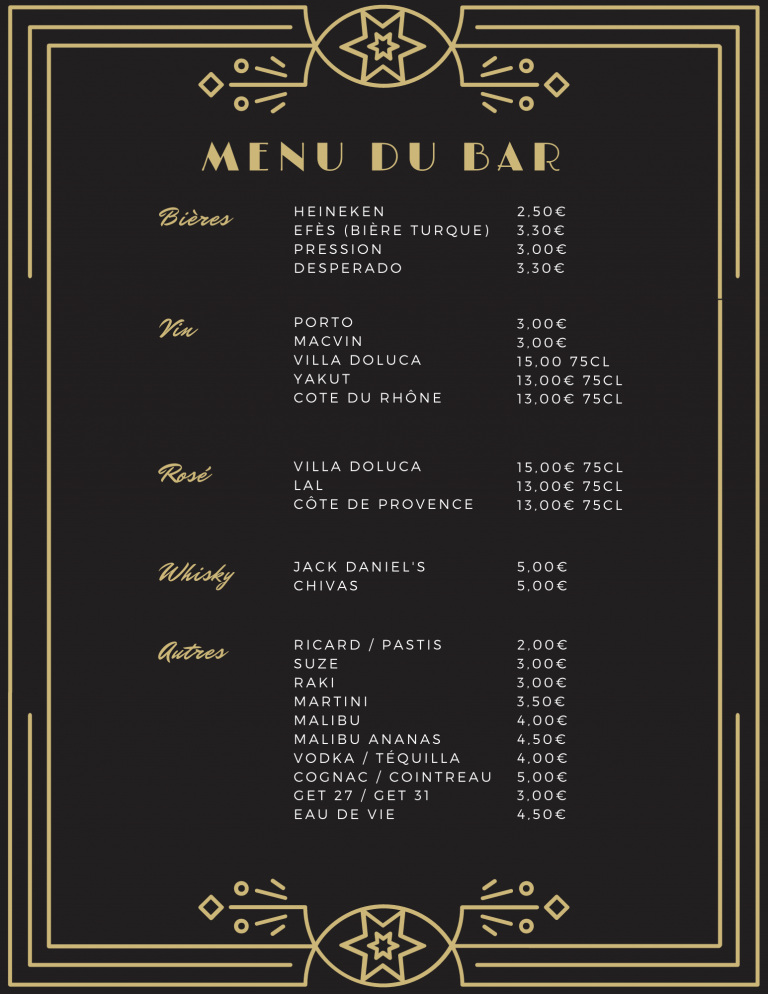 MENU DU BAR
Bières
HEINEKEN 2,50€
EFÈS (BIÈRE TURQUE) 3,30€
PRESSION 3,00€
DESPERADO 3,30€
Vin
PORTO 3,00€
MACVIN 3,00€
VILLA DOLUCA 15,00 75CL
YAKUT 13,00€ 75CL
COTE DU RHÔNE 13,00€ 75CL
Rosé
VILLA DOLUCA 15,00€ 75CL
LAL 13,00€ 75CL
CÔTE DE PROVENCE 13,00€ 75CL
Whisky
JACK DANIEL'S 5,00€
CHIVAS 5,00€
Autres
RICARD / PASTIS 2,00€
SUZE 3,00€
RAKI 3,00€
MARTINI 3,50€
MALIBU 4,00€
MALIBU ANANAS 4,50€
VODKA / TÉQUILLA 4,00€
COGNAC / COINTREAU 5,00€
GET 27 / GET 31 3,00€
EAU DE VIE 4,50€